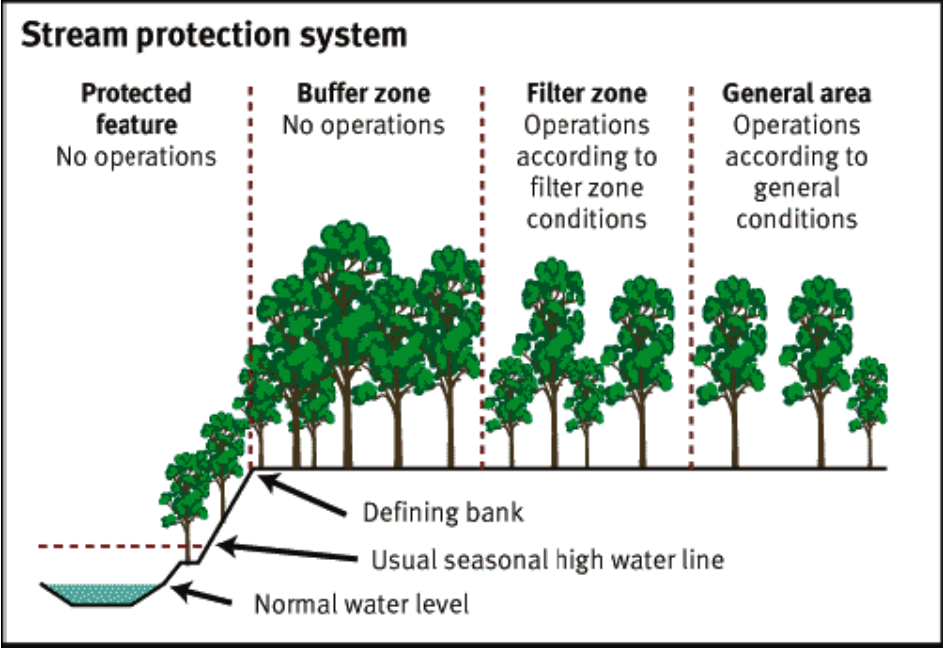 Stream protection system
Protected
feature
No operations
Buffer zone
No operations
Filter zone
Operations
according to
filter zone
conditions
General area
Operations
according to
general
conditions
Defining bank
Usual seasonal high water line
Normal water level